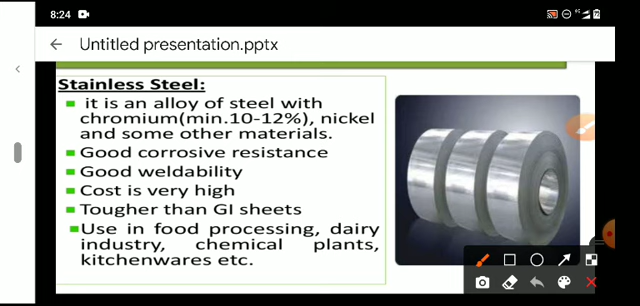 8:24
Untitled presentation.pptx
Stainless Steel:
it is an alloy of steel with
chromium(min.10-12%), nickel
and some other materials.
Good corrosive resistance
Good weldability
Cost is very high
Tougher than GI sheets
Use in food processing, dairy
industry, chemical plants,
kitchenwares etc.